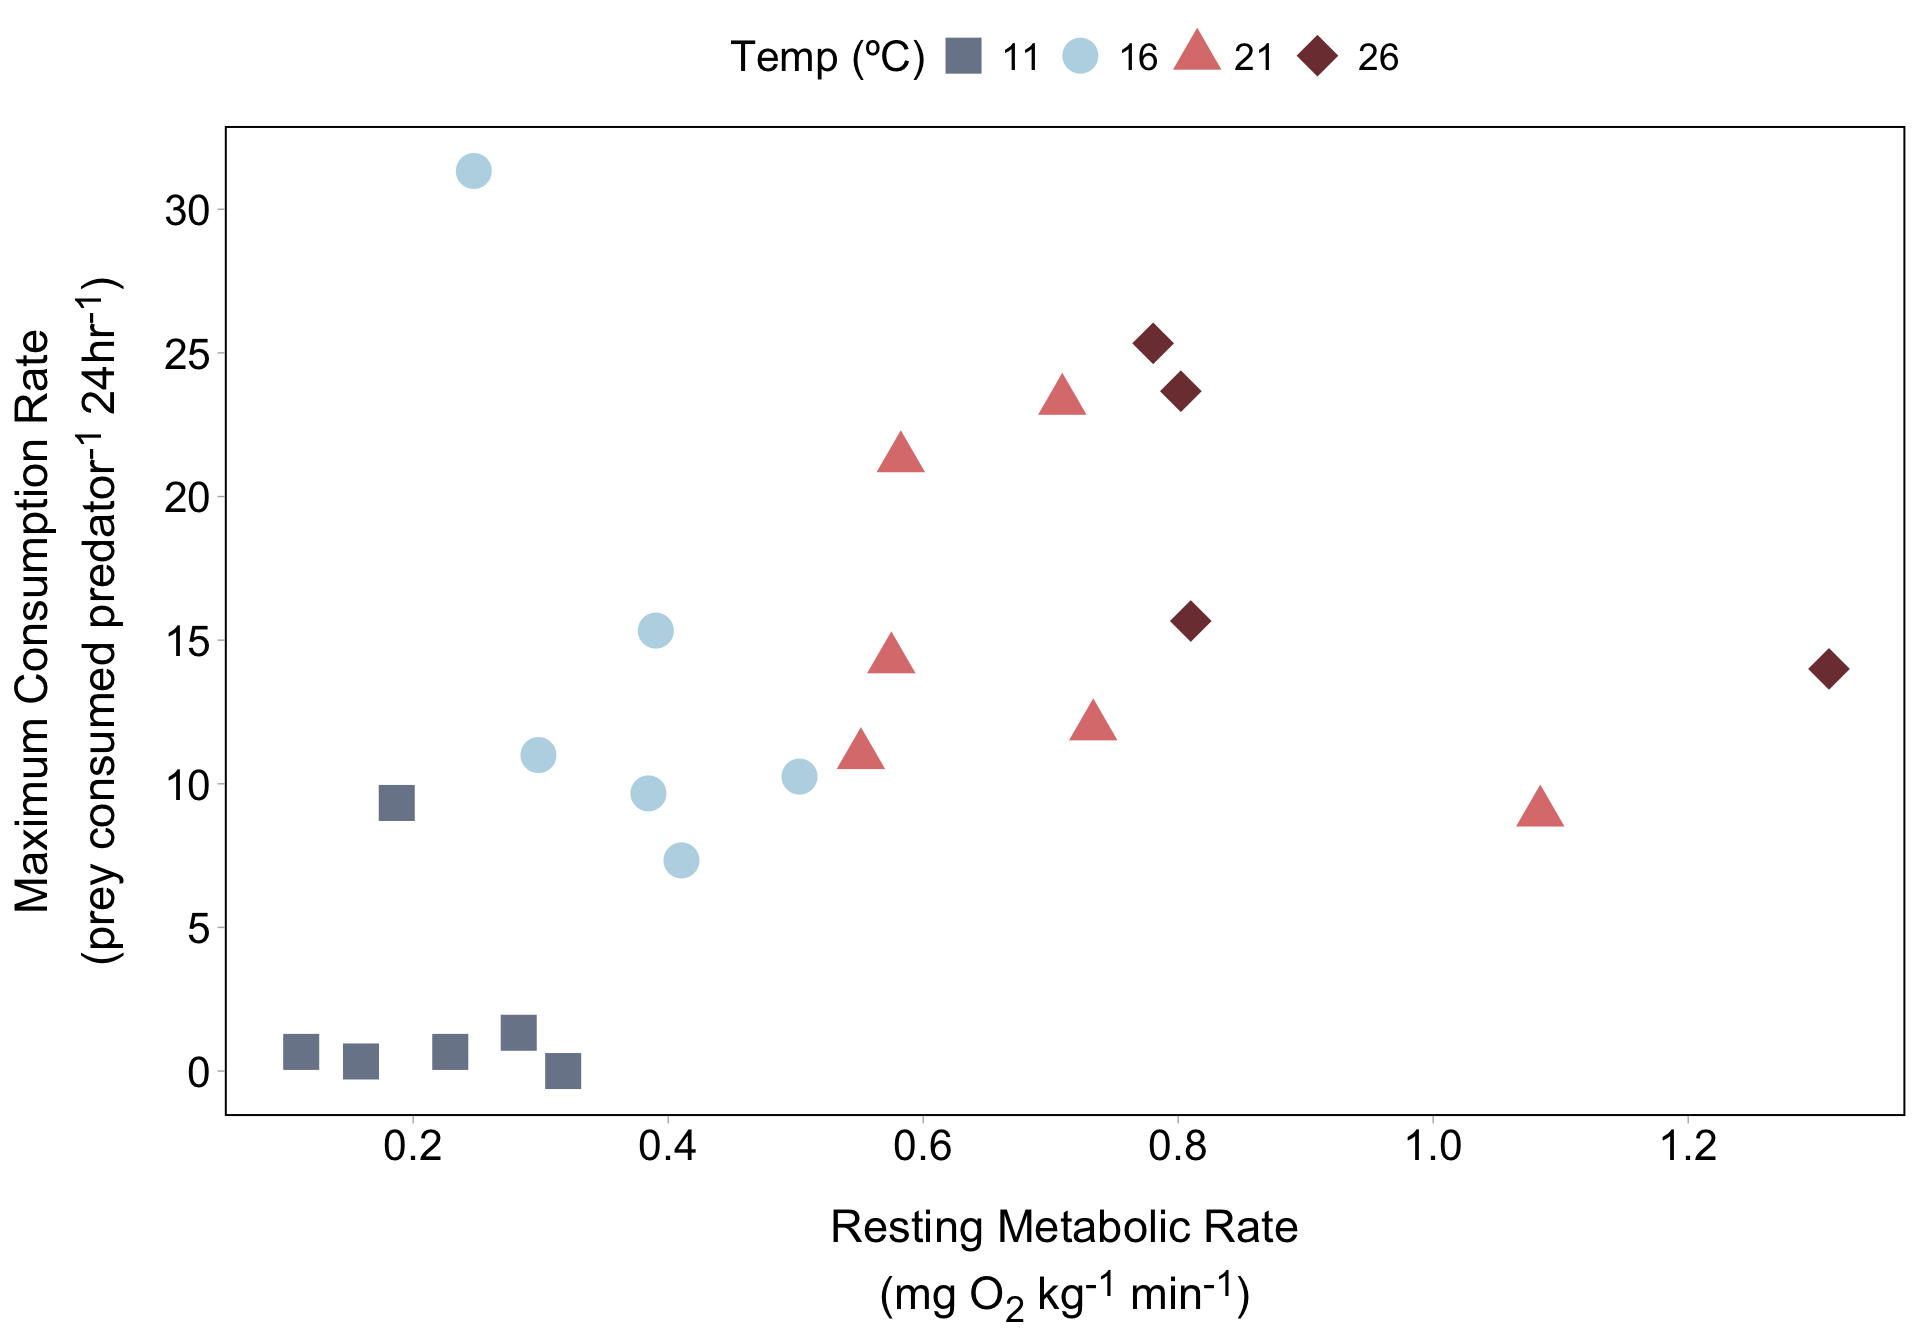 Temp (ºC) 11 16 21 26
Maximum Consumption Rate
(prey consumed predator⁻¹ 24hr⁻¹)
30
25
20
15
10
5
0
0.2 0.4 0.6 0.8 1.0 1.2
Resting Metabolic Rate
(mg O₂ kg⁻¹ min⁻¹)